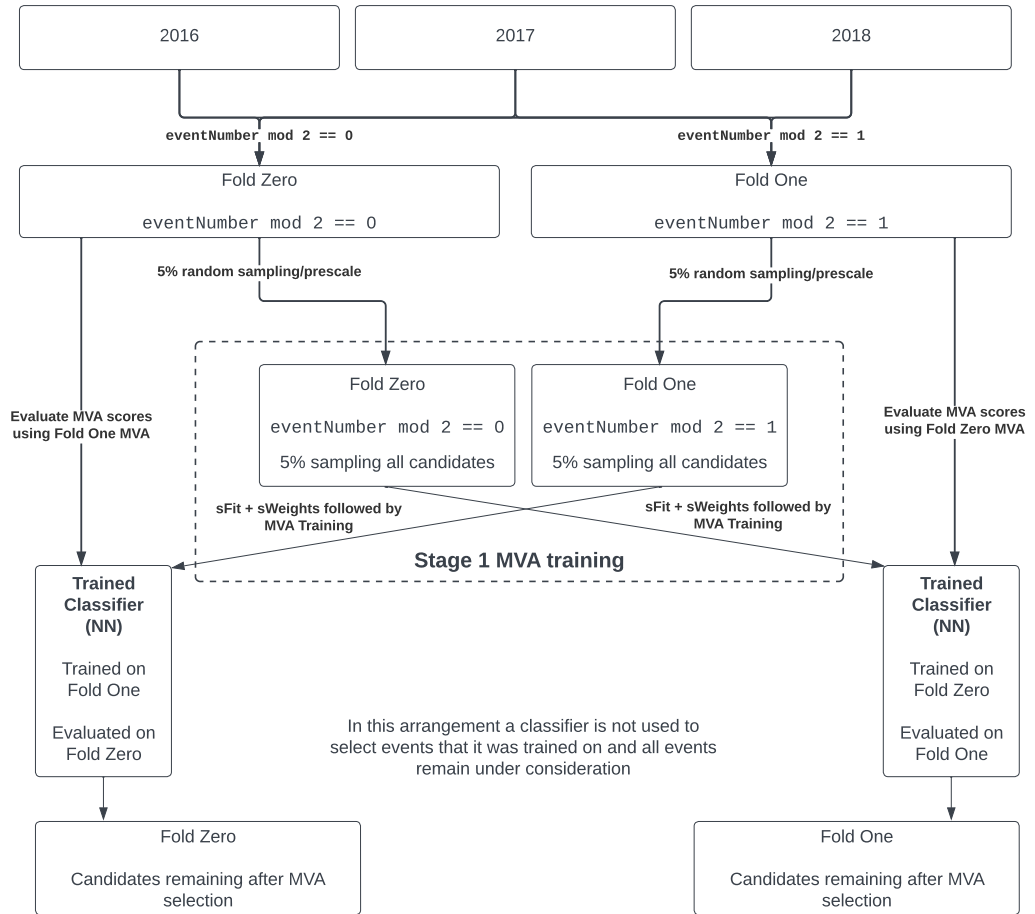 2016
2017
2018
eventNumber mod 2 == 0
eventNumber mod 2 == 1
Fold Zero
eventNumber mod 2 == 0
Fold One
eventNumber mod 2 == 1
5% random sampling/prescale
5% random sampling/prescale
Fold Zero
eventNumber mod 2 == 0
5% sampling all candidates
Fold One
eventNumber mod 2 == 1
5% sampling all candidates
Evaluate MVA scores
using Fold One MVA
Evaluate MVA scores
using Fold Zero MVA
sFit + sWeights followed by
MVA Training
sFit + sWeights followed by
MVA Training
Stage 1 MVA training
Trained
Classifier
(NN)
Trained on
Fold One
Evaluated on
Fold Zero
Trained
Classifier
(NN)
Trained on
Fold Zero
Evaluated on
Fold One
In this arrangement a classifier is not used to
select events that it was trained on and all events
remain under consideration
Fold Zero
Candidates remaining after MVA
selection
Fold One
Candidates remaining after MVA
selection